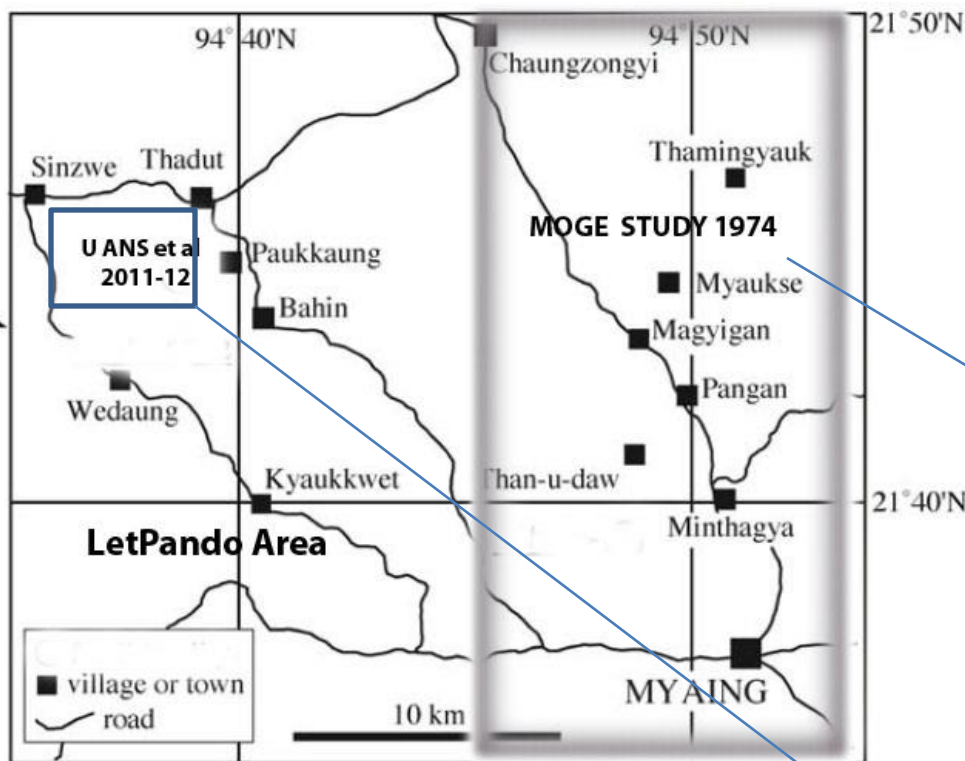 94°40'N
94°50'N
21°50'N
Chaungzongyi
Sinzwe
Thadut
Thamingyauk
U ANS et al
2011-12
MOGE STUDY 1974
Paukkaung
Myaukse
Bahin
Magyigan
Pangan
Wedaung
Than-u-daw
Kyaukkwet
21°40'N
Minthagya
LetPando Area
village or town
road
10 km
MYAING